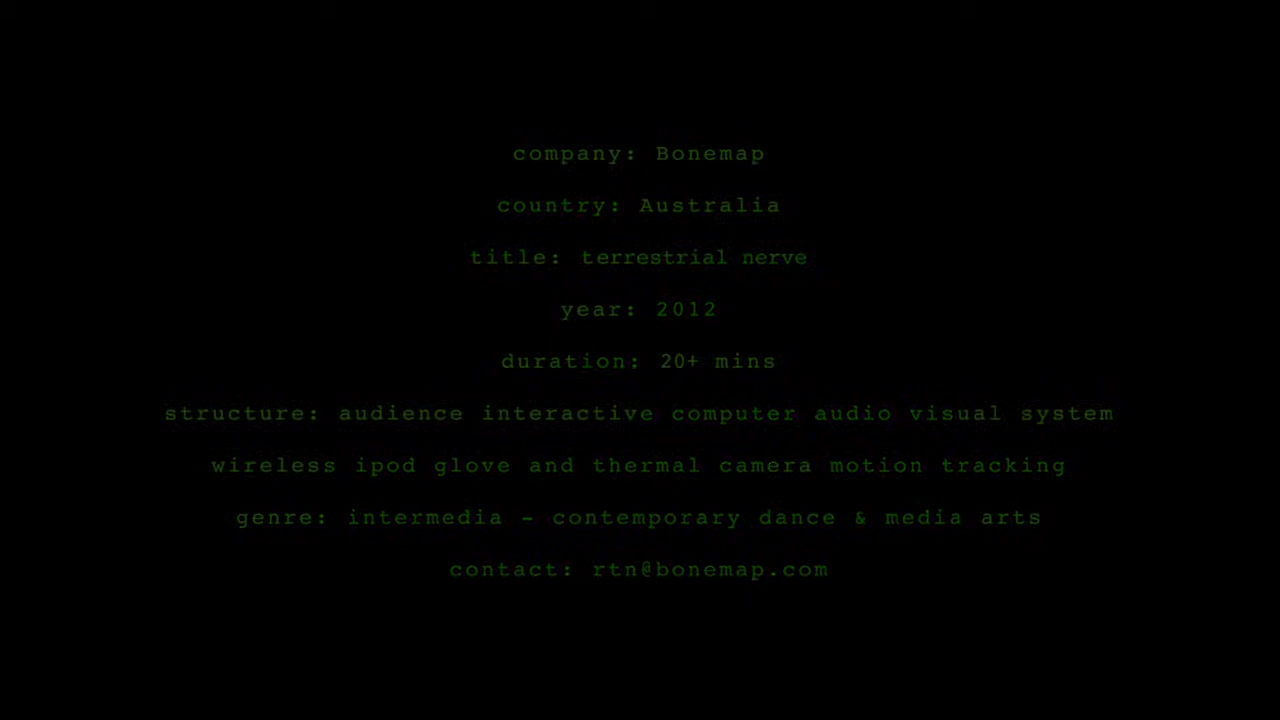 company: Bonemap
country: Australia
title: terrestrial nerve
year: 2012
duration: 20+ mins
structure: audience interactive computer audio visual system
wireless ipod glove and thermal camera motion tracking
genre: intermedia - contemporary dance & media arts
contact: rtn@bonemap.com